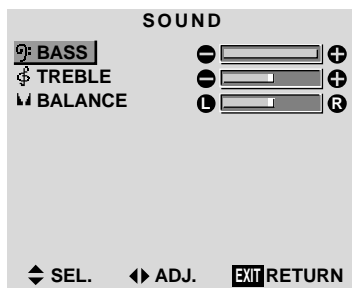 SOUND
BASS
TREBLE
BALANCE L R
SEL. ADJ. EXIT RETURN